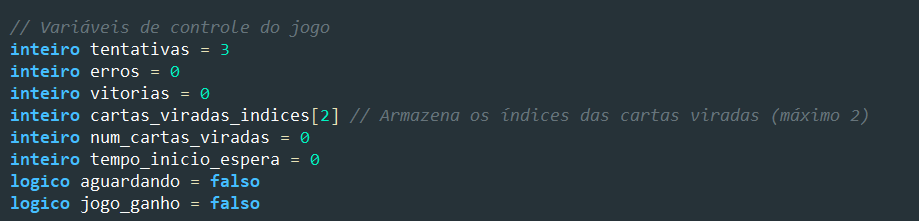 // Variáveis de controle do jogo
inteiro tentativas = 3
inteiro erros = 0
inteiro vitorias = 0
inteiro cartas_viradas_indices[2] // Armazena os índices das cartas viradas (máximo 2)
inteiro num_cartas_viradas = 0
inteiro tempo_inicio_espera = 0
logico aguardando = falso
logico jogo_ganho = falso